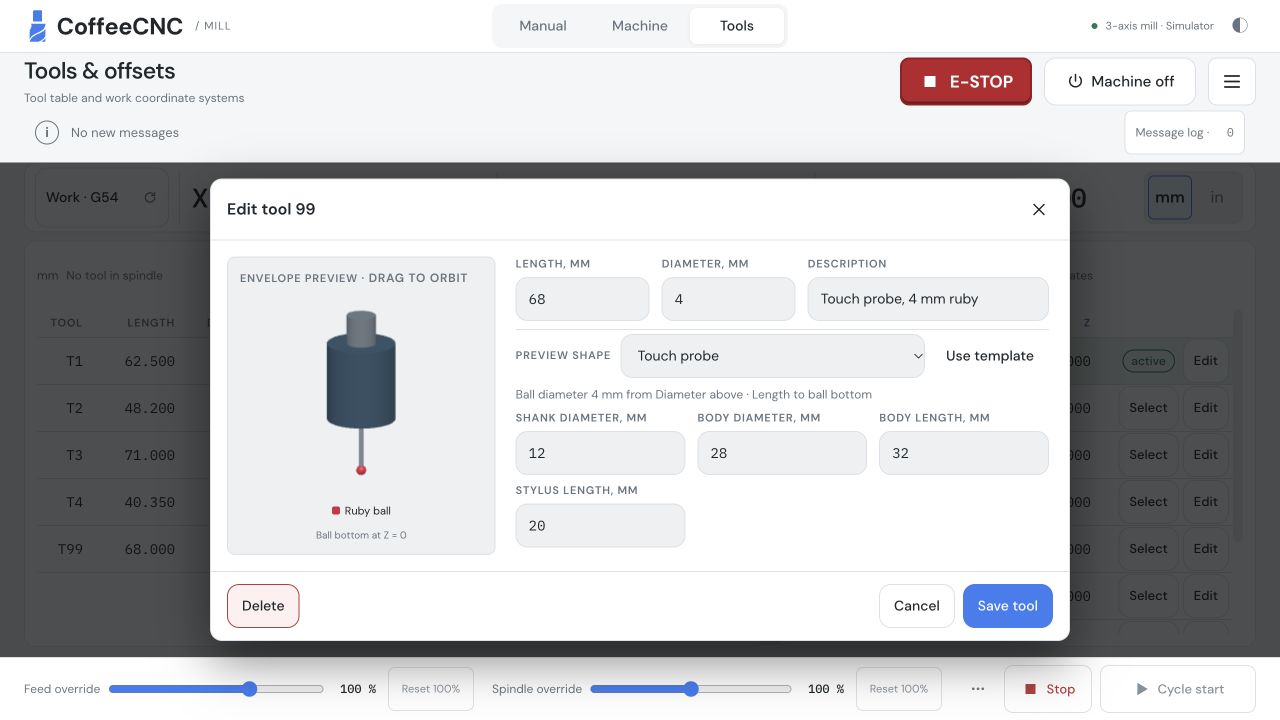 CoffeeCNC / MILL
Manual Machine Tools
3-axis mill · Simulator
Tools & offsets
Tool table and work coordinate systems
E-STOP
Machine off
No new messages
Message log · 0
Work · G54
X
0
mm in
mm No tool in spindle
TOOL LENGTH
T1 62.500
T2 48.200
T3 71.000
T4 40.350
T99 68.000
Edit tool 99
ENVELOPE PREVIEW · DRAG TO ORBIT
Ruby ball
Ball bottom at Z = 0
LENGTH, MM DIAMETER, MM DESCRIPTION
68 4 Touch probe, 4 mm ruby
PREVIEW SHAPE Touch probe Use template
Ball diameter 4 mm from Diameter above · Length to ball bottom
SHANK DIAMETER, MM BODY DIAMETER, MM BODY LENGTH, MM
12 28 32
STYLUS LENGTH, MM
20
Delete Cancel Save tool
Z
active Edit
Select Edit
Select Edit
Select Edit
Select Edit
Select Edit
Feed override 100 % Reset 100% Spindle override 100 % Reset 100% ... Stop Cycle start